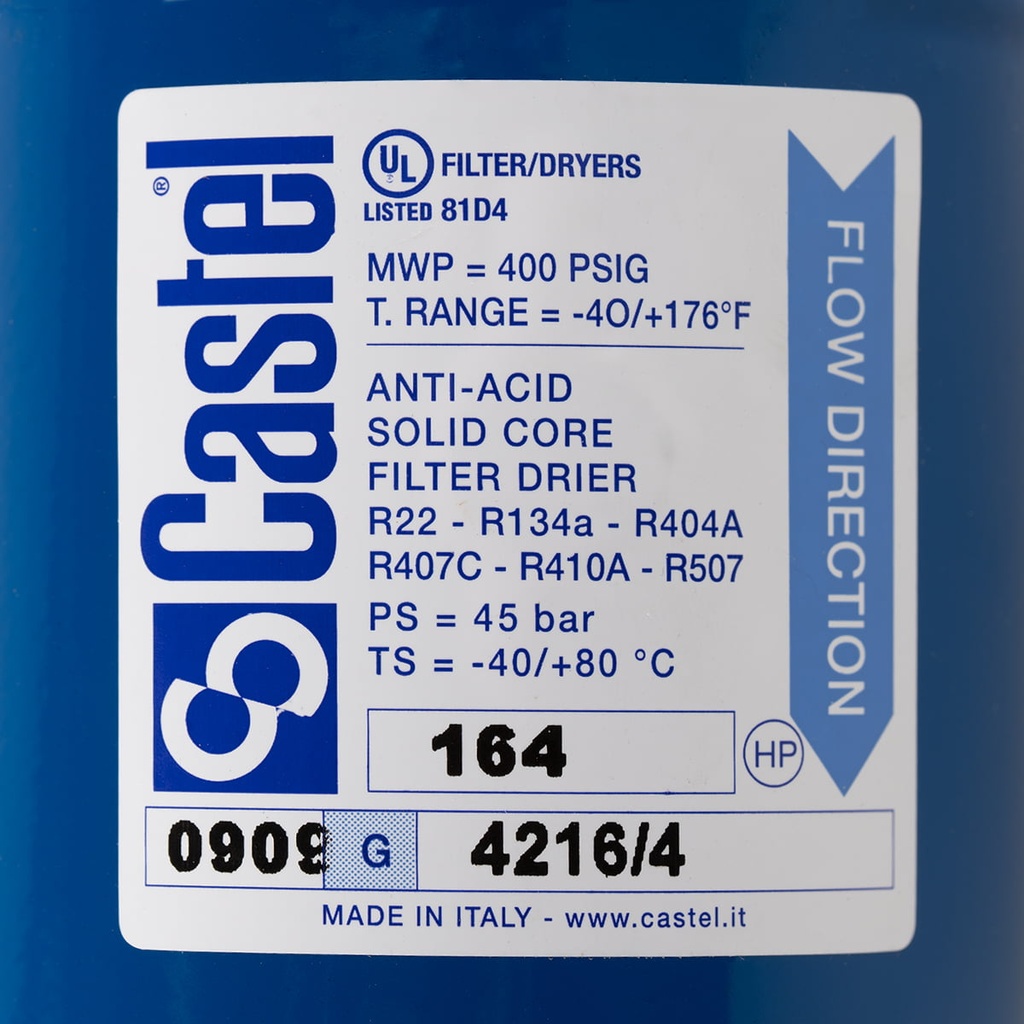 Castel®
UL FILTER/DRYERS
LISTED 81D4
MWP = 400 PSIG
T. RANGE = -4O/+176°F
ANTI-ACID
SOLID CORE
FILTER DRIER
R22 - R134a - R404A
R407C - R410A - R507
PS = 45 bar
TS = -40/+80 °C
164
HP
FLOW DIRECTION
0909 G 4216/4
MADE IN ITALY - www.castel.it